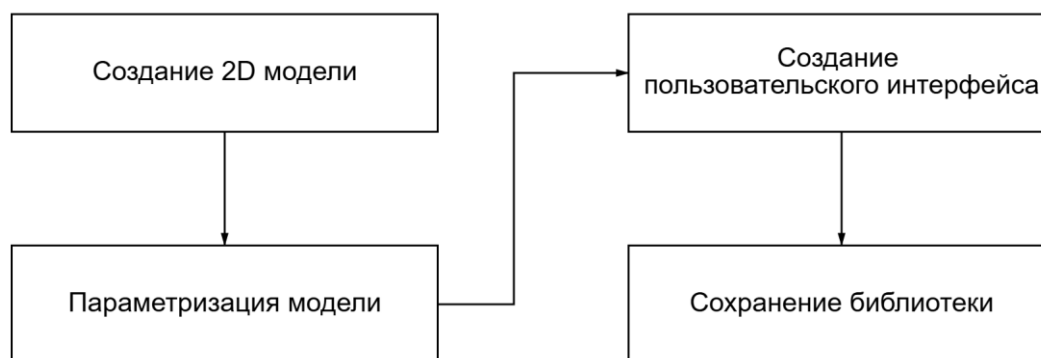 Создание 2D модели
Параметризация модели
Создание
пользовательского интерфейса
Сохранение библиотеки